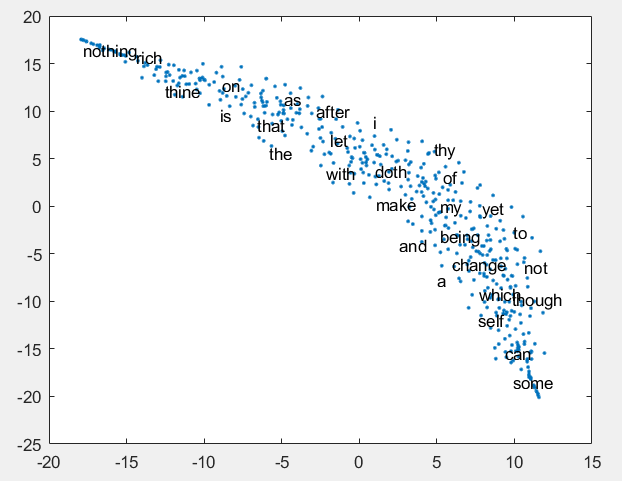 20
15
10
5
0
-5
-10
-15
-20
-25
-20
-15
-10
-5
0
5
10
15
nothing
rich
thine
on
is
as
that
after
the
i
let
with
doth
thy
of
make
my
yet
and
being
to
a
change
not
which
though
self
can
some